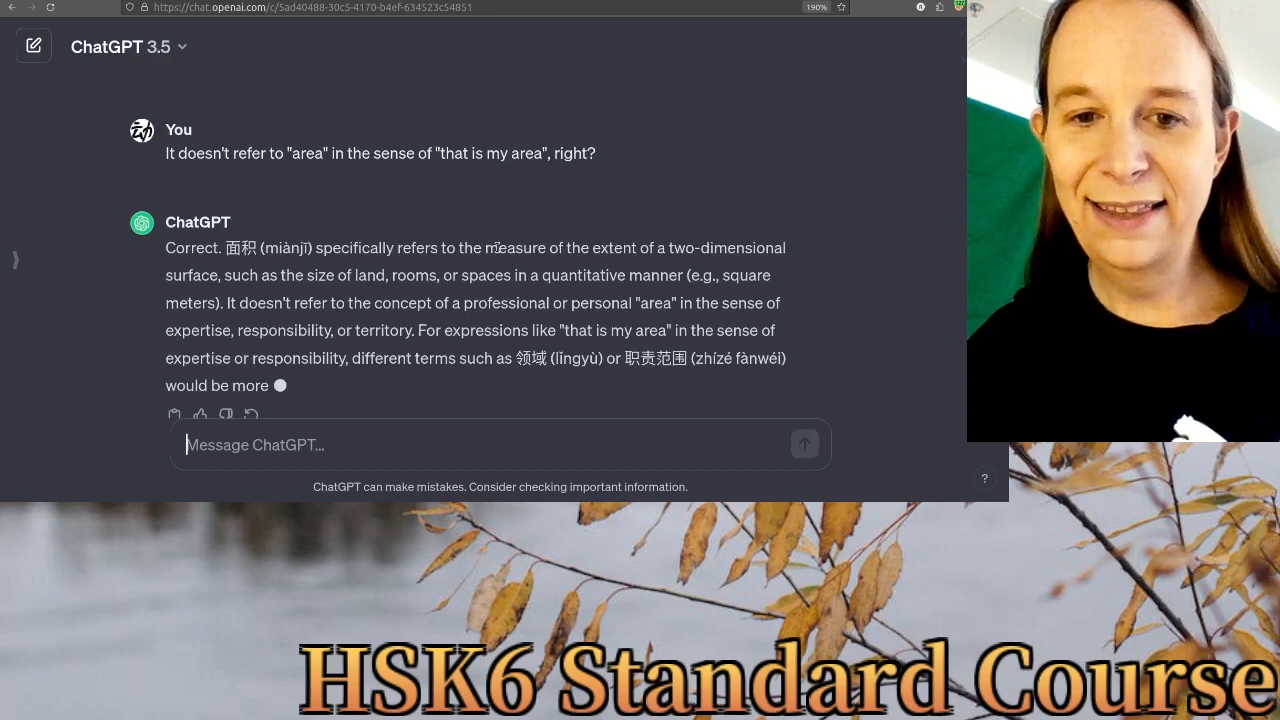 https://chat.openai.com/c/5ad40488-30c5-4170-b4ef-634523c54851
190%
ChatGPT 3.5
You
It doesn't refer to "area" in the sense of "that is my area", right?
ChatGPT
Correct. 面积 (miànjī) specifically refers to the measure of the extent of a two-dimensional
surface, such as the size of land, rooms, or spaces in a quantitative manner (e.g., square
meters). It doesn't refer to the concept of a professional or personal "area" in the sense of
expertise, responsibility, or territory. For expressions like "that is my area" in the sense of
expertise or responsibility, different terms such as 领域 (lǐngyù) or 职责范围 (zhízé fànwéi)
would be more
Message ChatGPT...
ChatGPT can make mistakes. Consider checking important information.
?
HSK6 Standard Course